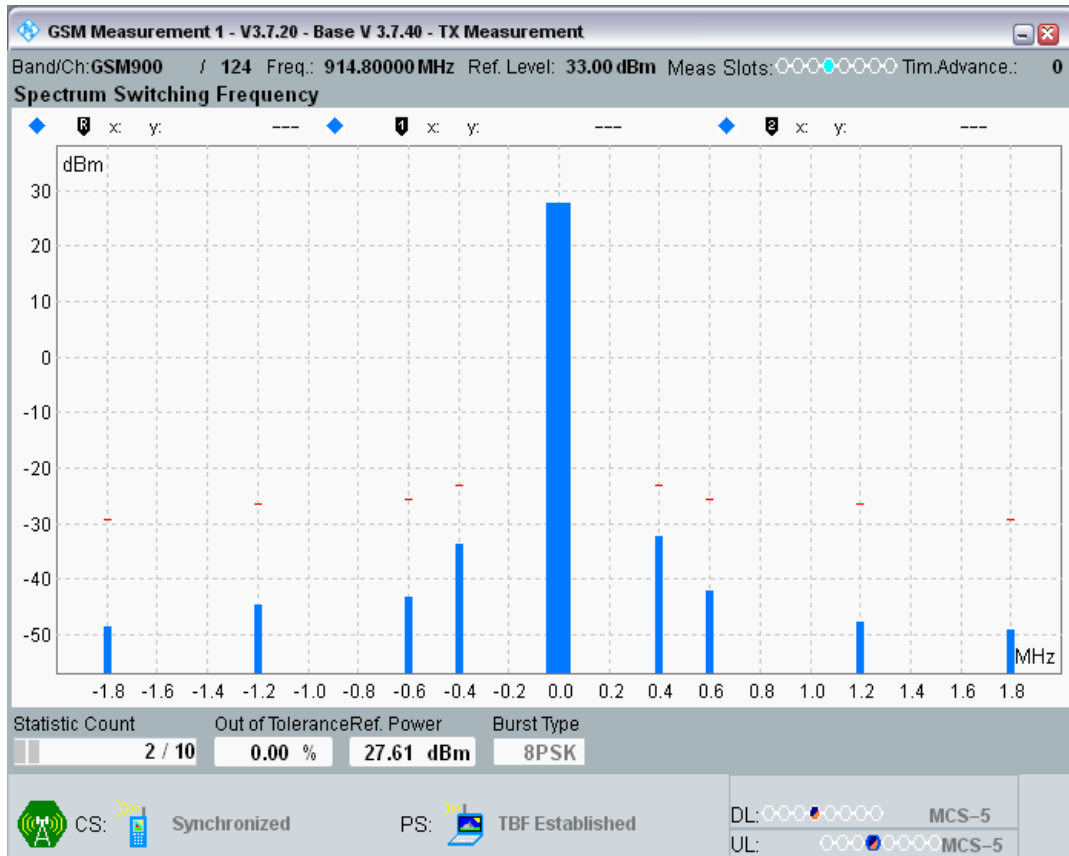 GSM Measurement 1 - V3.7.20 - Base V 3.7.40 - TX Measurement
Band/Ch:GSM900 / 124 Freq.: 914.80000 MHz Ref. Level: 33.00 dBm Meas Slots: Tim.Advance.: 0
Spectrum Switching Frequency
R x: y: --- 1 x: y: --- 2 x: y: ---
dBm
30
20
10
0
-10
-20
-30
-40
-50
MHz
-1.8 -1.6 -1.4 -1.2 -1.0 -0.8 -0.6 -0.4 -0.2 0.0 0.2 0.4 0.6 0.8 1.0 1.2 1.4 1.6 1.8
Statistic Count Out of Tolerance Ref. Power Burst Type
2 / 10 0.00 % 27.61 dBm 8PSK
CS: Synchronized PS: TBF Established DL: MCS-5
UL: MCS-5